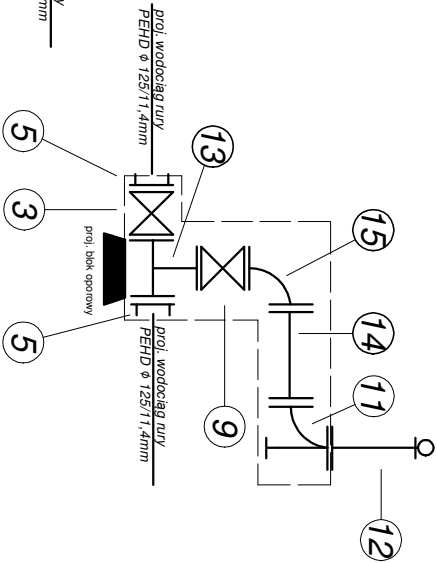 y
mm
proj. wodociąg rury
PEHD ϕ 125/11,4mm
5
3
13
15
14
11
12
9
5
proj. blok oporowy
proj. wodociąg rury
PEHD ϕ 125/11,4mm